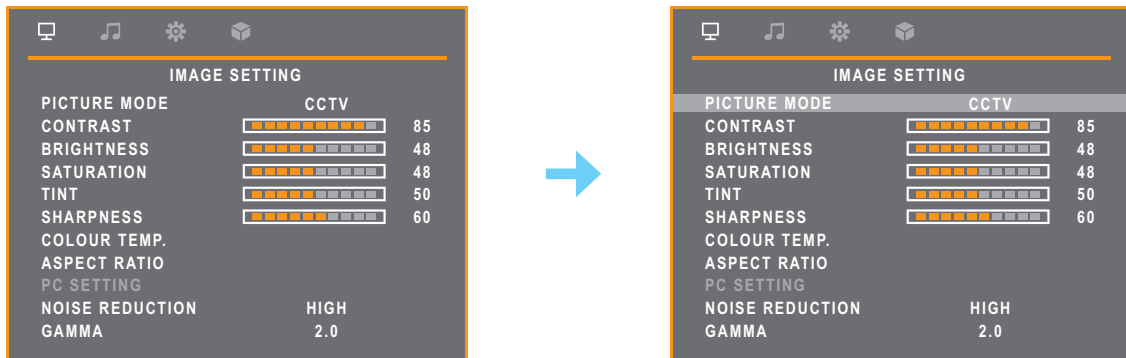 IMAGE SETTING
PICTURE MODE CCTV
CONTRAST 85
BRIGHTNESS 48
SATURATION 48
TINT 50
SHARPNESS 60
COLOUR TEMP.
ASPECT RATIO
PC SETTING
NOISE REDUCTION HIGH
GAMMA 2.0
IMAGE SETTING
PICTURE MODE CCTV
CONTRAST 85
BRIGHTNESS 48
SATURATION 48
TINT 50
SHARPNESS 60
COLOUR TEMP.
ASPECT RATIO
PC SETTING
NOISE REDUCTION HIGH
GAMMA 2.0